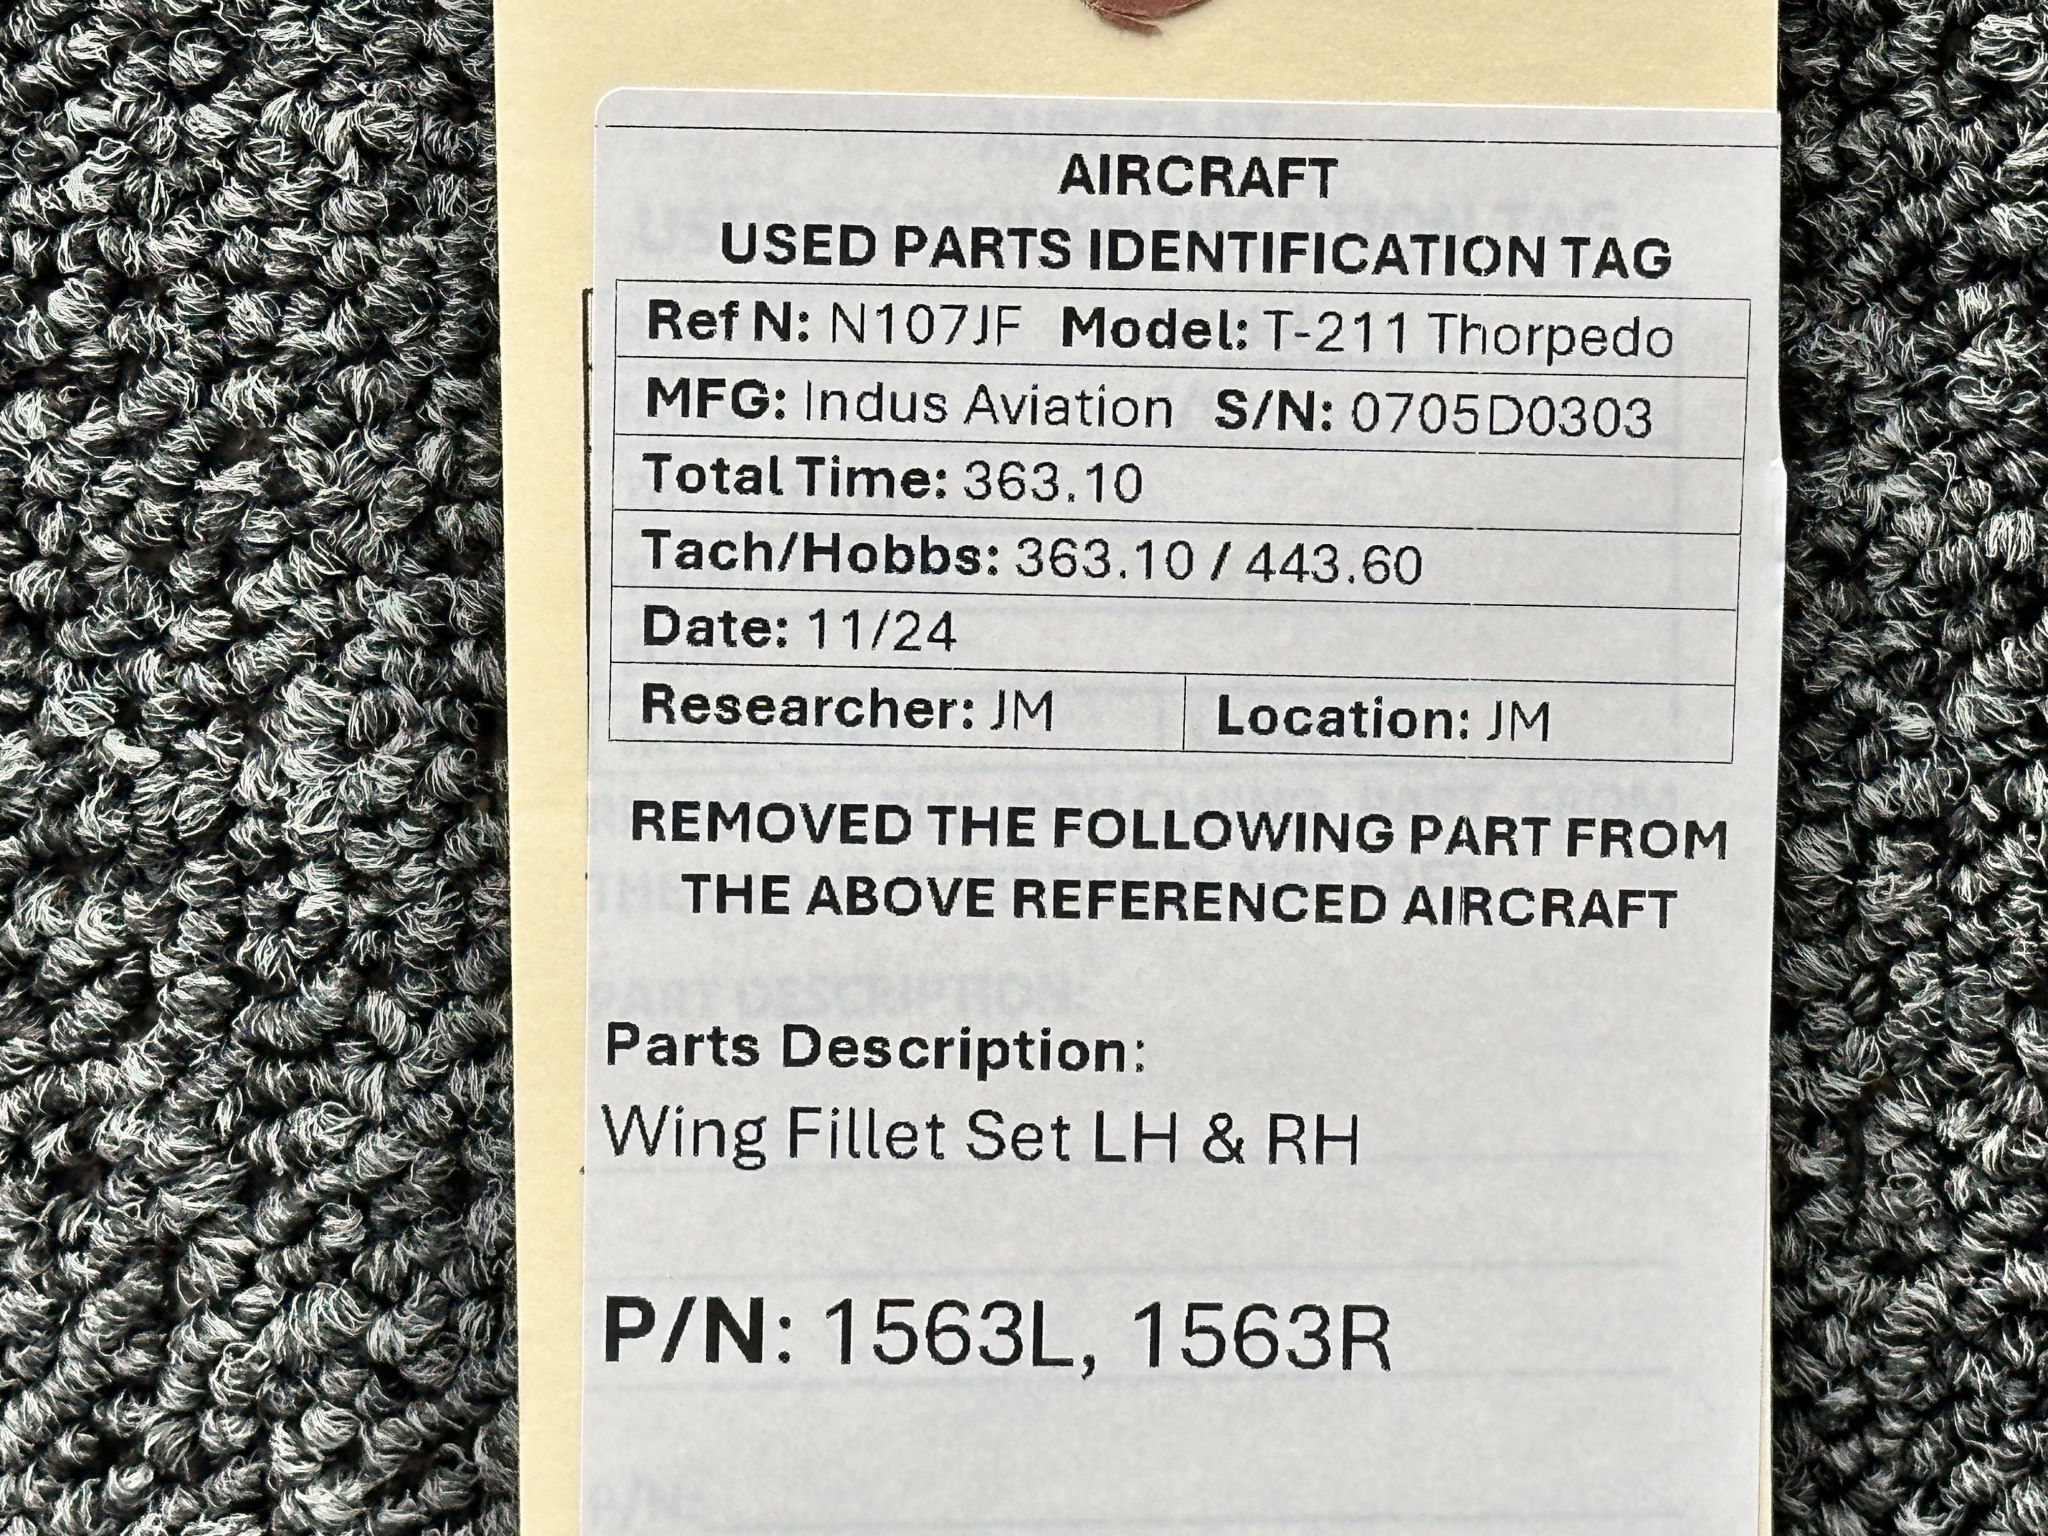 AIRCRAFT
USED PARTS IDENTIFICATION TAG
Ref N: N107JF Model: T-211 Thorpedo
MFG: Indus Aviation S/N: 0705D0303
Total Time: 363.10
Tach/Hobbs: 363.10 / 443.60
Date: 11/24
Researcher: JM Location: JM
REMOVED THE FOLLOWING PART FROM
THE ABOVE REFERENCED AIRCRAFT
Parts Description:
Wing Fillet Set LH & RH
P/N: 1563L, 1563R